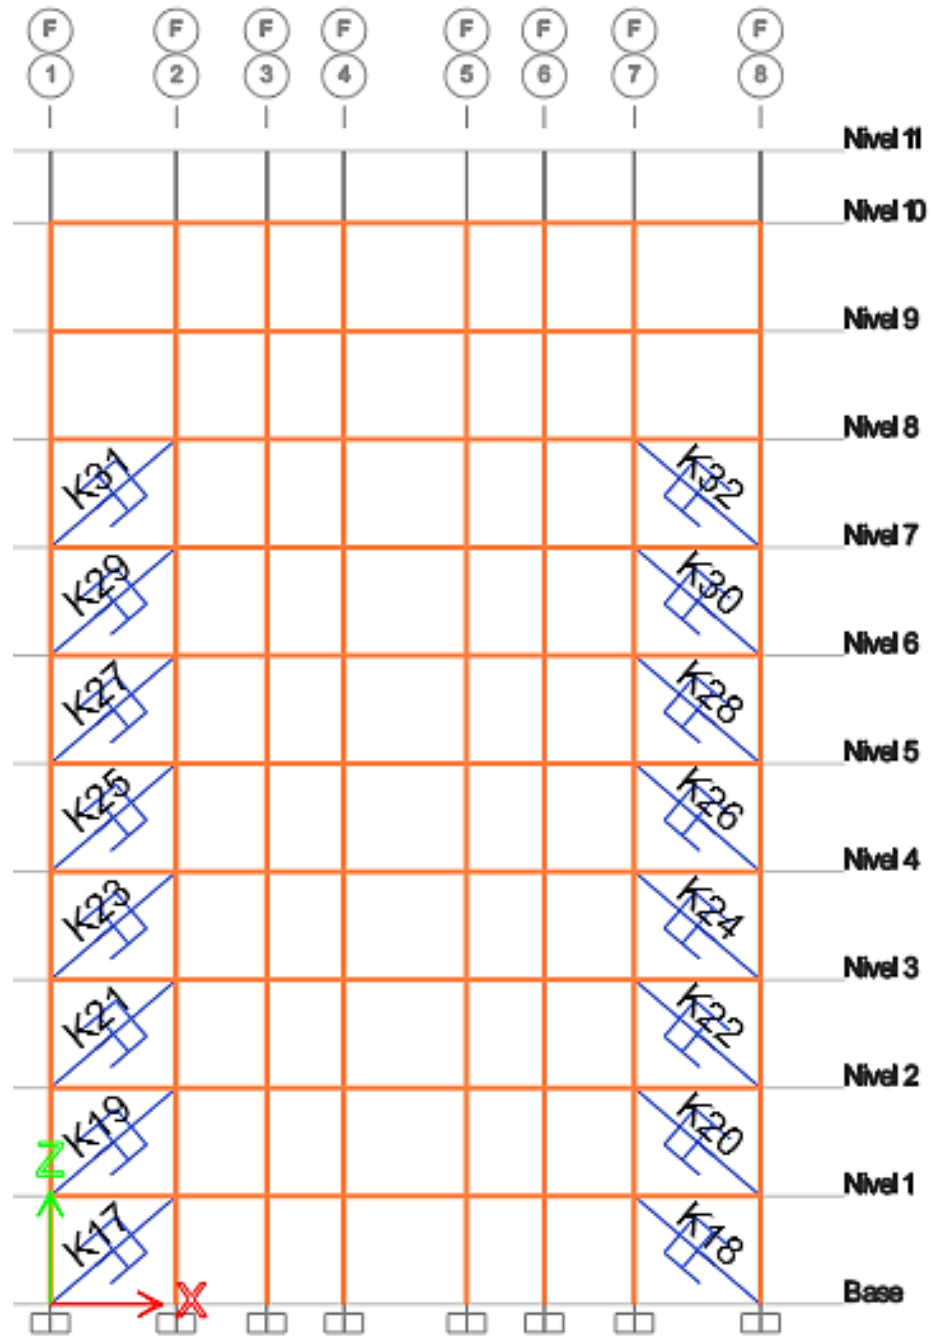 F F F F F F F F
1 2 3 4 5 6 7 8
Nivel 11
Nivel 10
Nivel 9
Nivel 8
K31 K32
Nivel 7
K29 K30
Nivel 6
K27 K28
Nivel 5
K25 K26
Nivel 4
K23 K24
Nivel 3
K21 K22
Nivel 2
K19 K20
Z
Nivel 1
K17 K18
X
Base